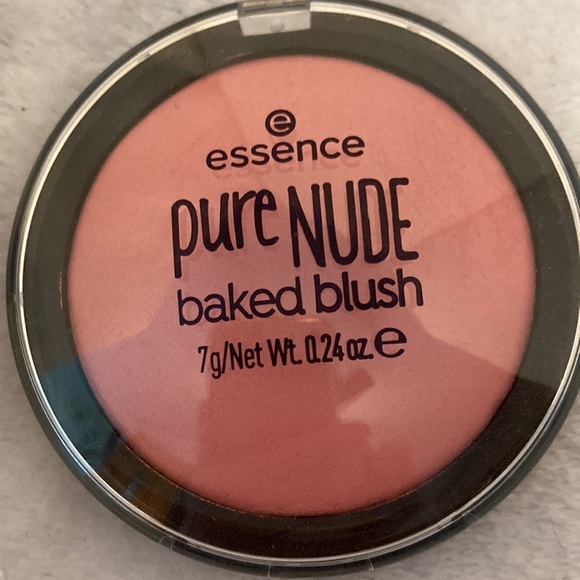 e
essence
pure NUDE
baked blush
7g/Net Wt. 0.24 oz. e